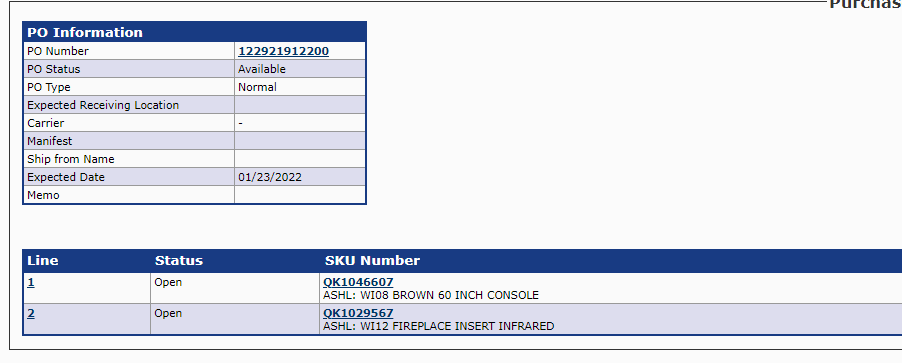 Purchas
PO Information
PO Number 122921912200
PO Status Available
PO Type Normal
Expected Receiving Location
Carrier -
Manifest
Ship from Name
Expected Date 01/23/2022
Memo
Line Status SKU Number
1 Open QK1046607
ASHL: WI08 BROWN 60 INCH CONSOLE
2 Open QK1029567
ASHL: WI12 FIREPLACE INSERT INFRARED